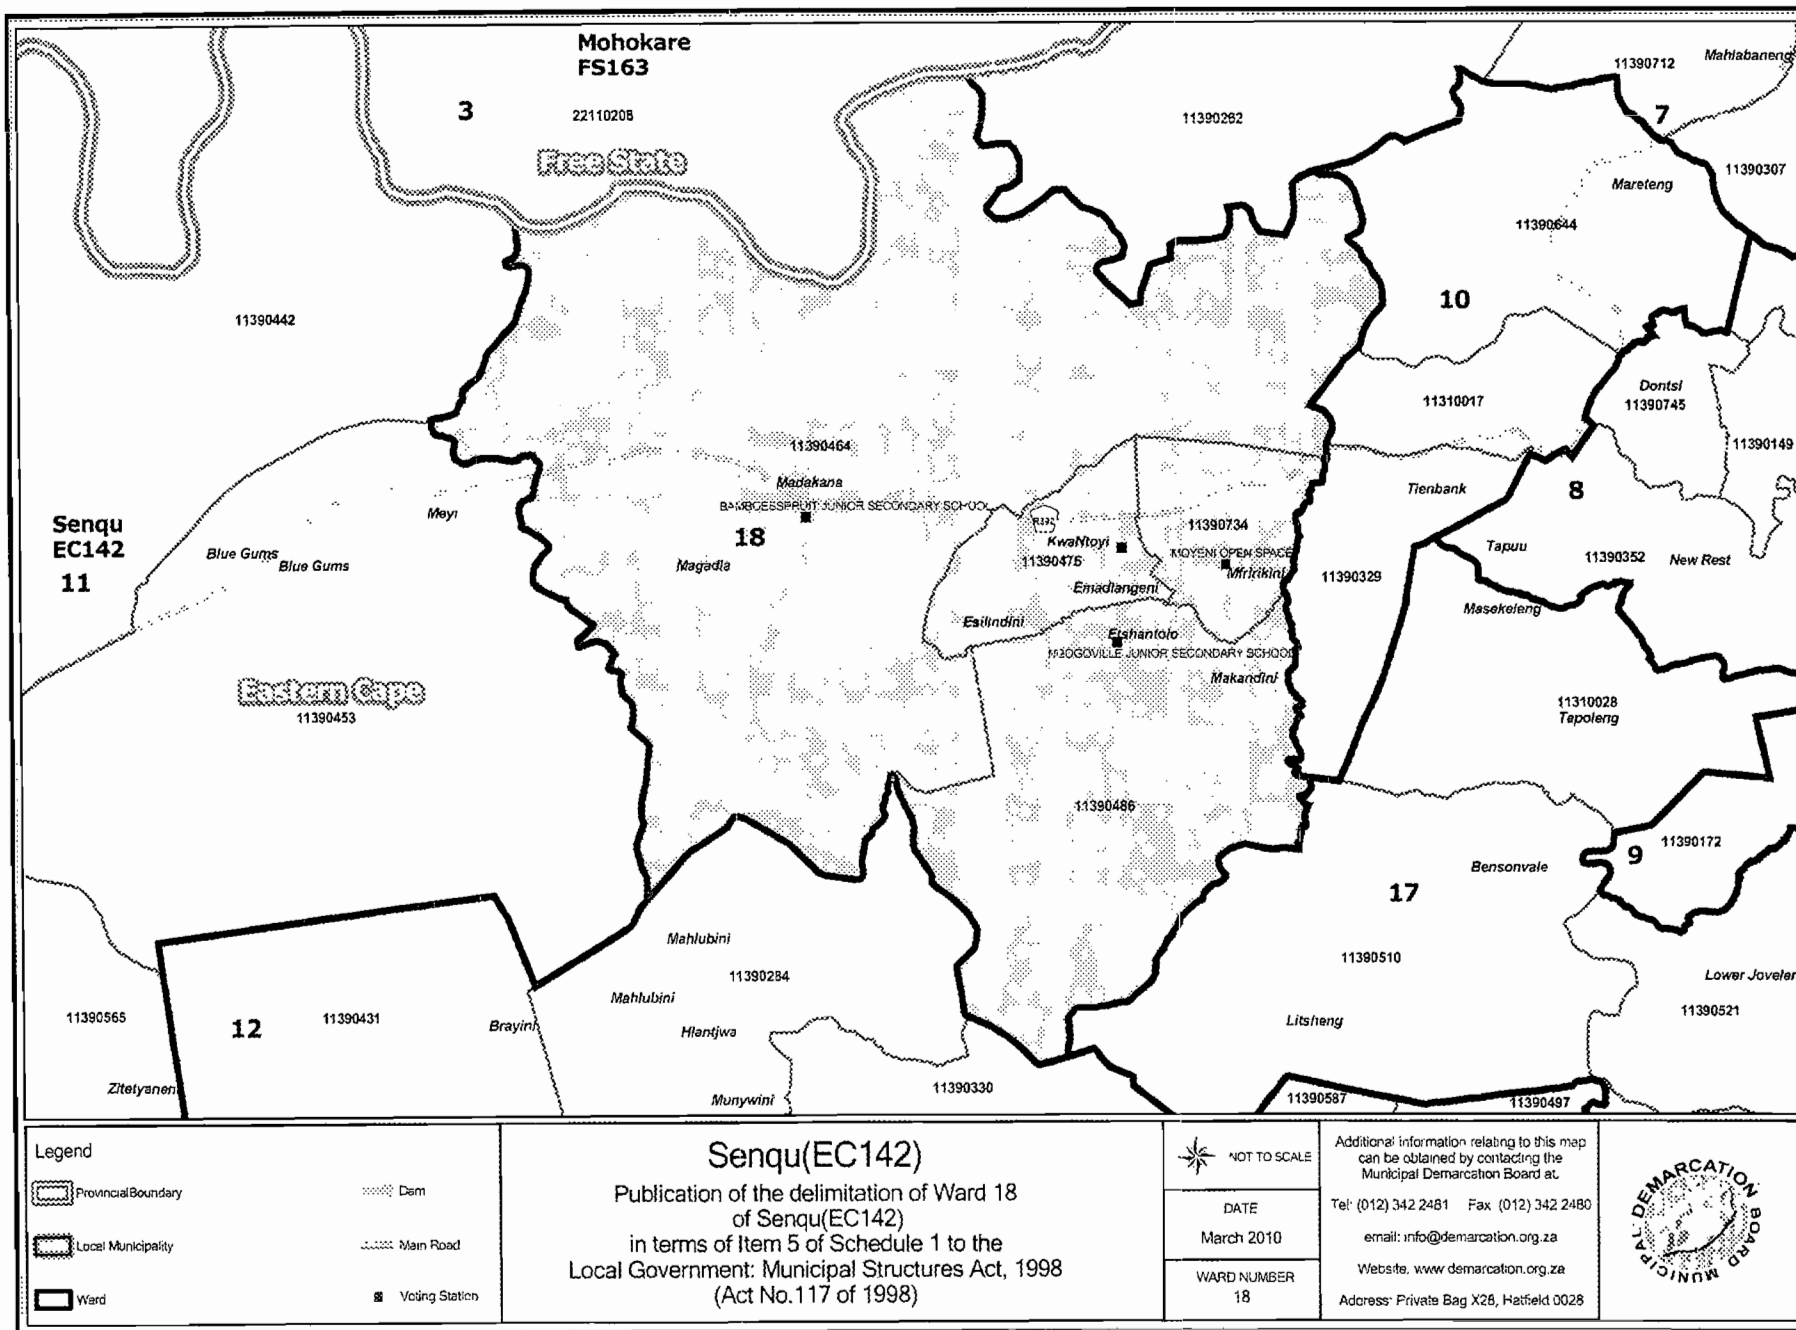 Mohokare
FS163
3
22110208
Free State
11390262
11390712
Mahlabaneng
7
11390307
Mareteng
11390644
10
11390442
11310017
Dontsi
11390745
11390149
11390464
Madakana
BAMBOESSPRUIT JUNIOR SECONDARY SCHOOL
18
Magadla
Meyi
Senqu
EC142
11
Blue Gums
Blue Gums
R392
KwaNtoyi
11390475
Emadlangeni
Esilindini
11390734
MOYENI OPEN SPACE
Mfirikini
Etshantolo
JUNIOR SECONDARY SCHOOL
Makandini
Tienbank
8
Tapuu
11390352
New Rest
11390329
Masekeleng
11310028
Tapoleng
Eastern Cape
11390453
11390486
11390172
9
Bensonvale
17
11390510
Lower Jovelen
11390521
Litsheng
Mahlubini
11390284
Mahlubini
Hlantjwa
Munywini
11390330
11390565
12
11390431
Brayini
Zitetyanen
11390587
11390497
Legend
Provincial Boundary
Local Municipality
Ward
Dam
Main Road
Voting Station
Senqu(EC142)
Publication of the delimitation of Ward 18
of Senqu(EC142)
in terms of Item 5 of Schedule 1 to the
Local Government: Municipal Structures Act, 1998
(Act No.117 of 1998)
NOT TO SCALE
DATE
March 2010
WARD NUMBER
18
Additional information relating to this map
can be obtained by contacting the
Municipal Demarcation Board at.
Tel: (012) 342 2481 Fax (012) 342 2480
email: info@demarcation.org.za
Website. www demarcation.org.za
Address: Private Bag X28, Hatfield 0028
MUNICIPAL DEMARCATION BOARD